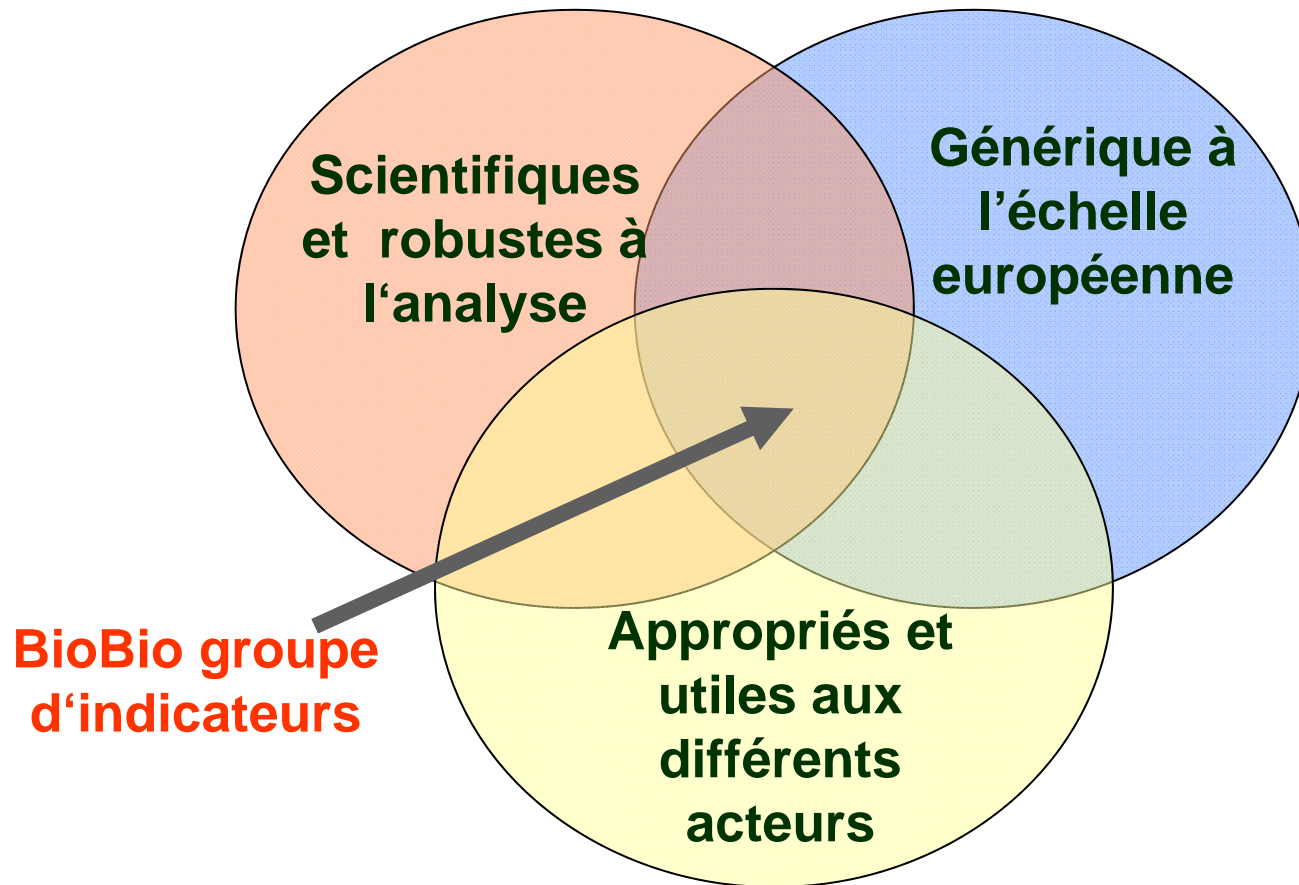 Scientifiques
et robustes à
l‘analyse
Générique à
l’échelle
européenne
BioBio groupe
d‘indicateurs
Appropriés et
utiles aux
différents
acteurs